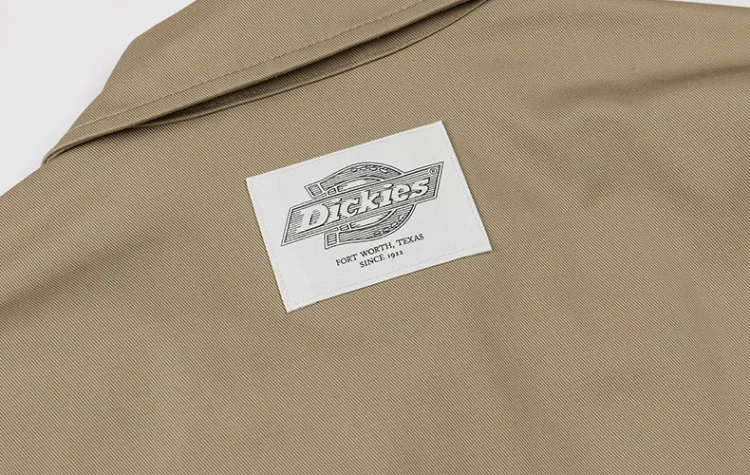 Dickies®
FORT WORTH, TEXAS
SINCE 1922